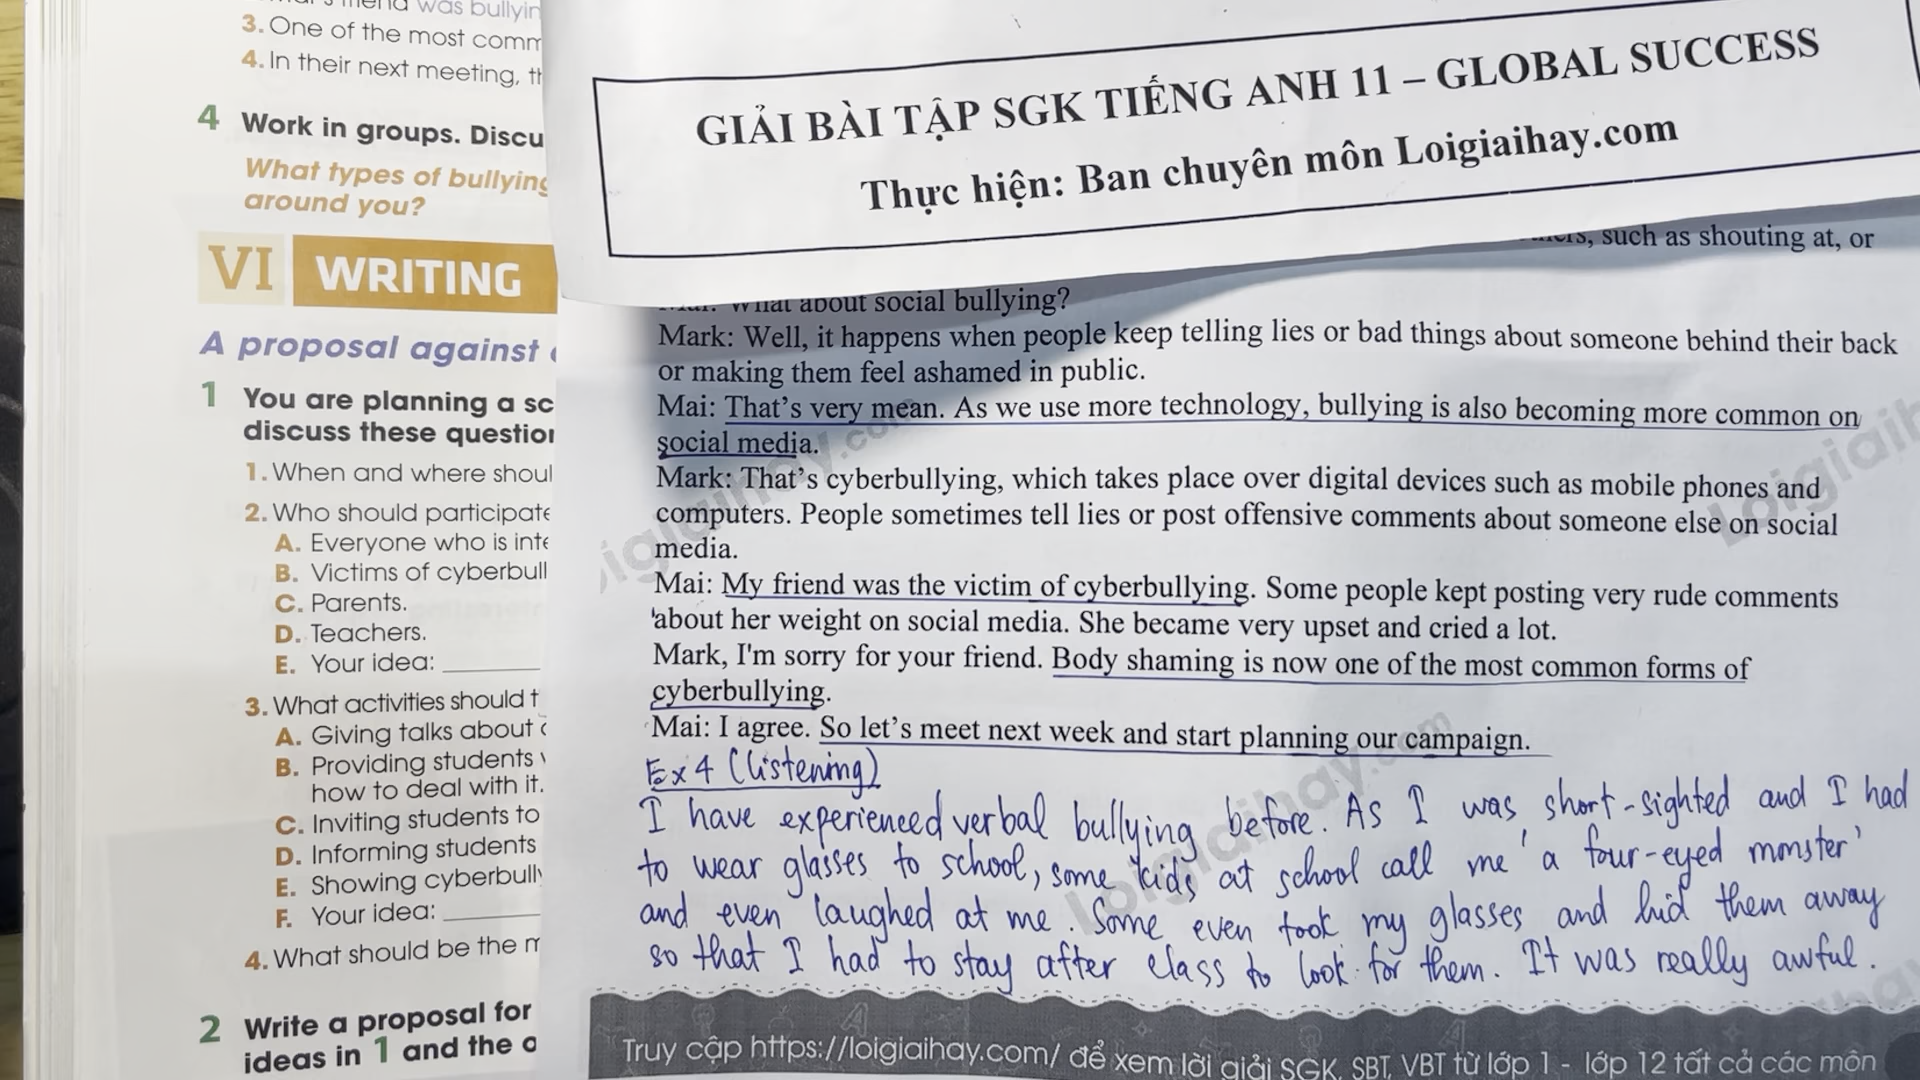 was bullyin
3. One of the most comm
4. In their next meeting, th
4 Work in groups. Discu
What types of bullying
around you?
VI WRITING
A proposal against
1 You are planning a sc
discuss these question
1. When and where shoul
2. Who should participate
A. Everyone who is inte
B. Victims of cyberbull
C. Parents.
D. Teachers.
E. Your idea:
3. What activities should t
A. Giving talks about
B. Providing students
how to deal with it.
C. Inviting students to
D. Informing students
E. Showing cyberbully
F. Your idea:
4. What should be the m
2 Write a proposal for
ideas in 1 and the o
GIẢI BÀI TẬP SGK TIẾNG ANH 11 – GLOBAL SUCCESS
Thực hiện: Ban chuyên môn Loigiaihay.com
such as shouting at, or
What about social bullying?
Mark: Well, it happens when people keep telling lies or bad things about someone behind their back
or making them feel ashamed in public.
Mai: That's very mean. As we use more technology, bullying is also becoming more common on
social media.
Mark: That's cyberbullying, which takes place over digital devices such as mobile phones and
computers. People sometimes tell lies or post offensive comments about someone else on social
media.
Mai: My friend was the victim of cyberbullying. Some people kept posting very rude comments
about her weight on social media. She became very upset and cried a lot.
Mark, I'm sorry for your friend. Body shaming is now one of the most common forms of
cyberbullying.
Mai: I agree. So let's meet next week and start planning our campaign.
Ex 4 (listening)
I have experienced verbal bullying before. As I was short-sighted and I had
to wear glasses to school, some kids at school call me 'a four-eyed monster'
and even laughed at me. Some even took my glasses and hid them away
so that I had to stay after class to look for them. It was really awful.
Truy cập https://loigiaihay.com/ để xem lời giải SGK, SBT, VBT từ lớp 1 - lớp 12 tất cả các môn